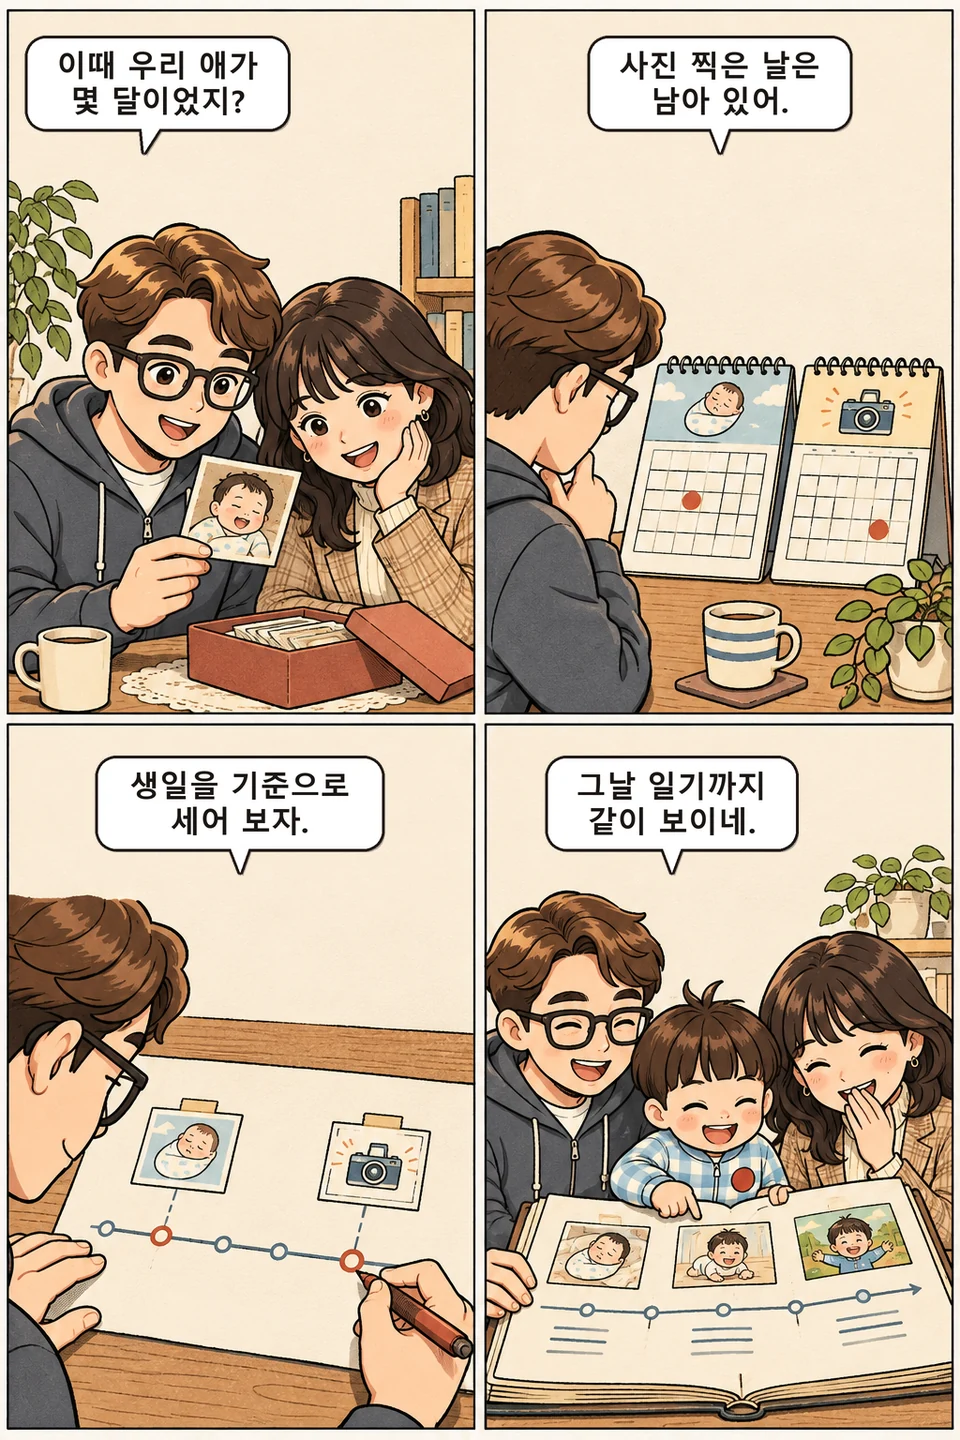 이때 우리 애가
몇 달이었지?
사진 찍은 날은
남아 있어.
생일을 기준으로
세어 보자.
그날 일기까지
같이 보이네.